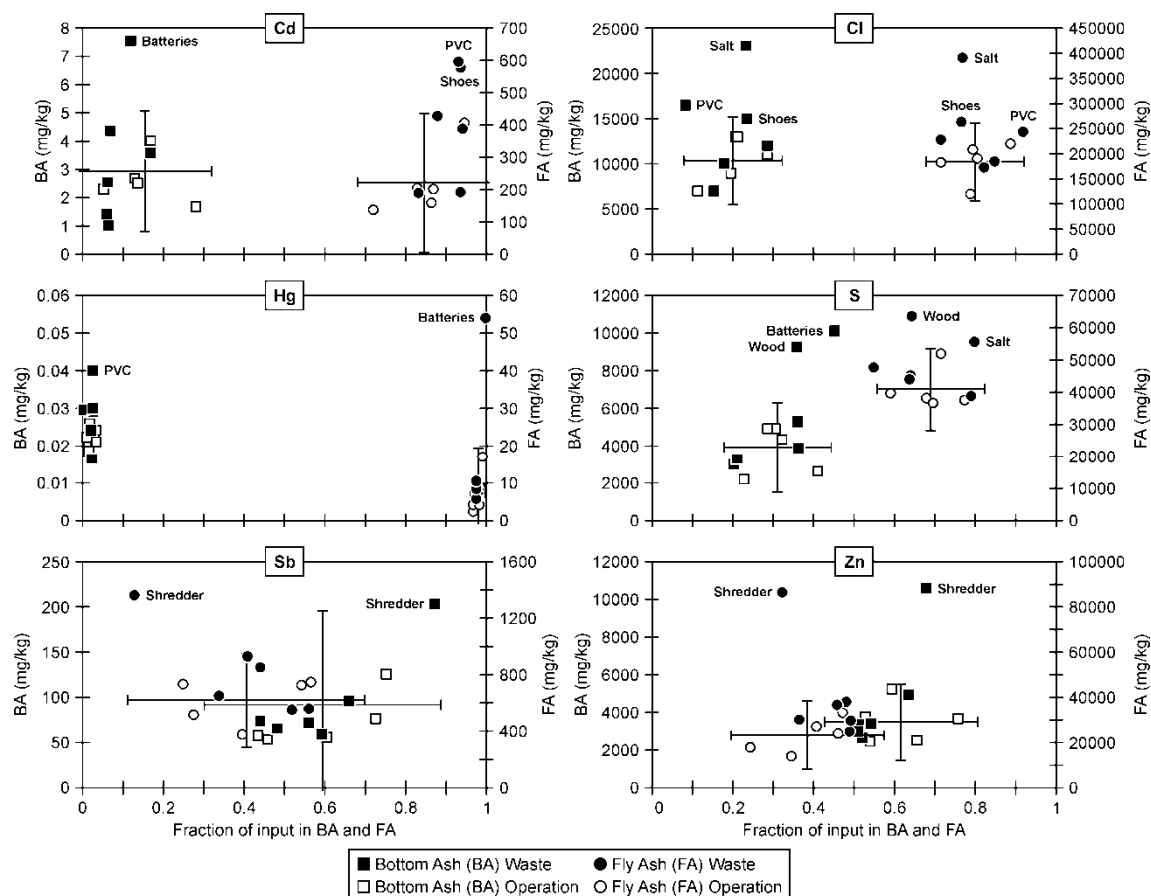 Cd
BA (mg/kg)
8
7
6
5
4
3
2
1
0
Batteries
PVC
Shoes
700
600
500
400
300
200
100
0
FA (mg/kg)
Cl
BA (mg/kg)
25000
20000
15000
10000
5000
0
Salt
PVC
Shoes
Salt
Shoes
PVC
450000
400000
350000
300000
250000
200000
150000
100000
50000
0
FA (mg/kg)
Hg
BA (mg/kg)
0.06
0.05
0.04
0.03
0.02
0.01
0
PVC
Batteries
60
50
40
30
20
10
0
FA (mg/kg)
S
BA (mg/kg)
12000
10000
8000
6000
4000
2000
0
Batteries
Wood
Wood
Salt
70000
60000
50000
40000
30000
20000
10000
0
FA (mg/kg)
Sb
BA (mg/kg)
250
200
150
100
50
0
Shredder
Shredder
1600
1200
800
400
0
FA (mg/kg)
0 0.2 0.4 0.6 0.8 1
Fraction of input in BA and FA
Zn
BA (mg/kg)
12000
10000
8000
6000
4000
2000
0
Shredder
Shredder
100000
80000
60000
40000
20000
0
FA (mg/kg)
0 0.2 0.4 0.6 0.8 1
Fraction of input in BA and FA
Bottom Ash (BA) Waste
Fly Ash (FA) Waste
Bottom Ash (BA) Operation
Fly Ash (FA) Operation